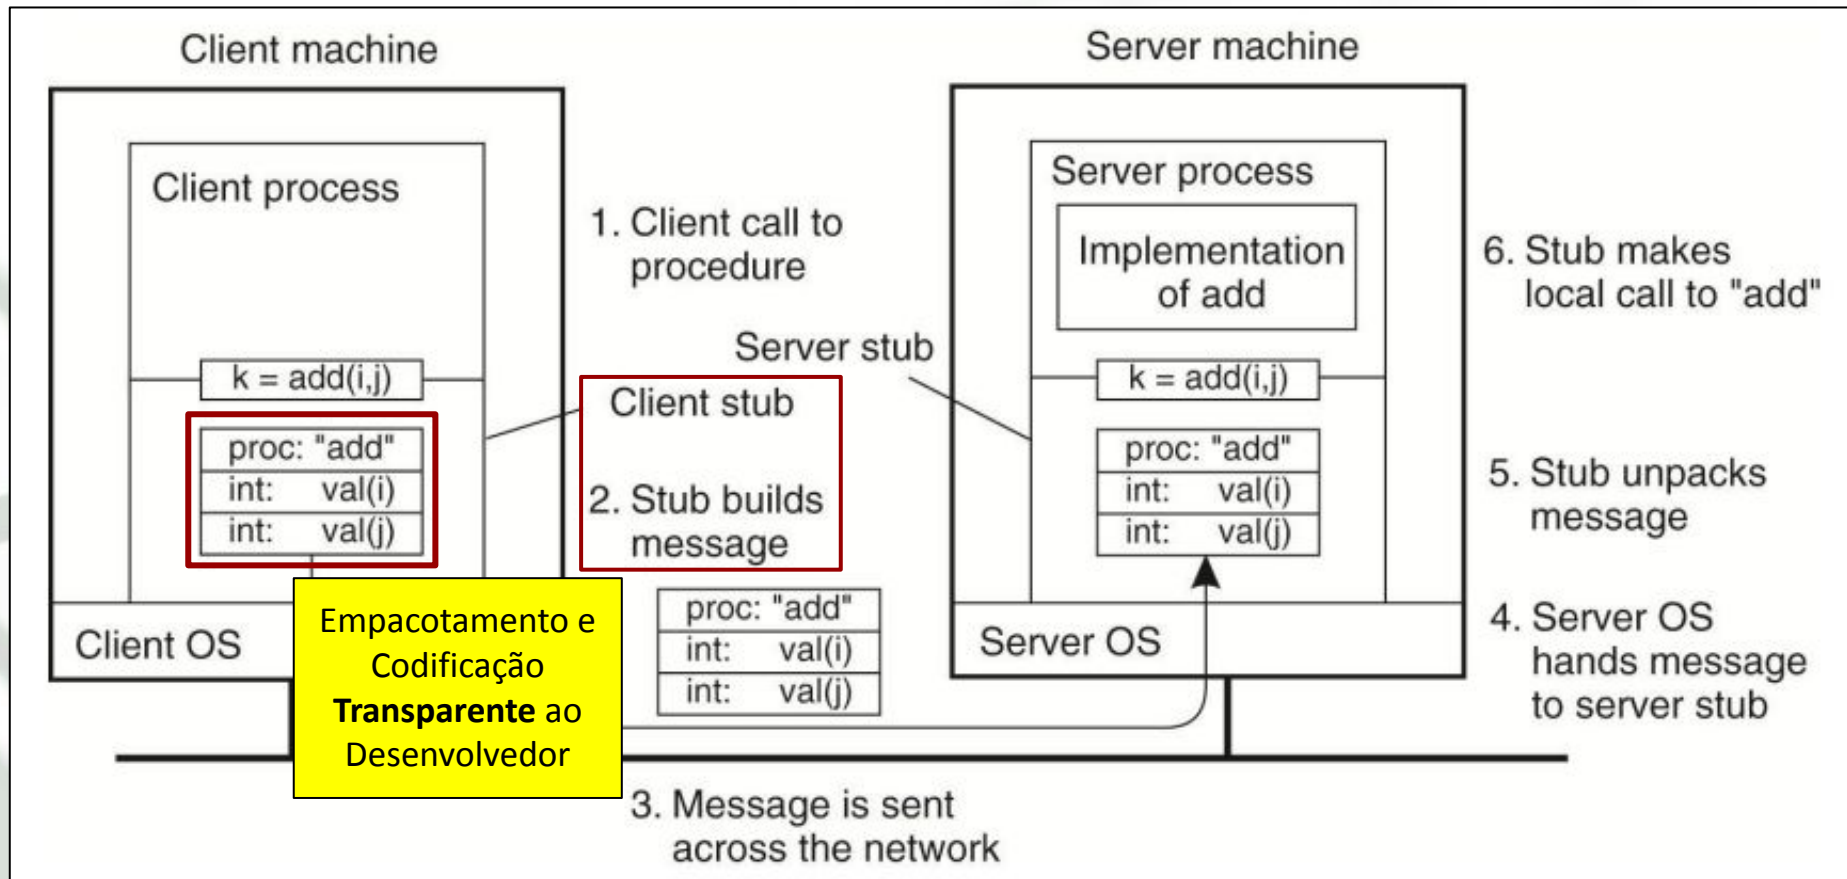 Client machine
Client process
k = add(i,j)
proc: "add"
int: val(i)
int: val(j)
Client OS
Empacotamento e
Codificação
Transparente ao
Desenvolvedor
1. Client call to
procedure
Client stub
2. Stub builds
message
proc: "add"
int: val(i)
int: val(j)
3. Message is sent
across the network
Server machine
Server process
Implementation
of add
Server stub
k = add(i,j)
proc: "add"
int: val(i)
int: val(j)
Server OS
6. Stub makes
local call to "add"
5. Stub unpacks
message
4. Server OS
hands message
to server stub